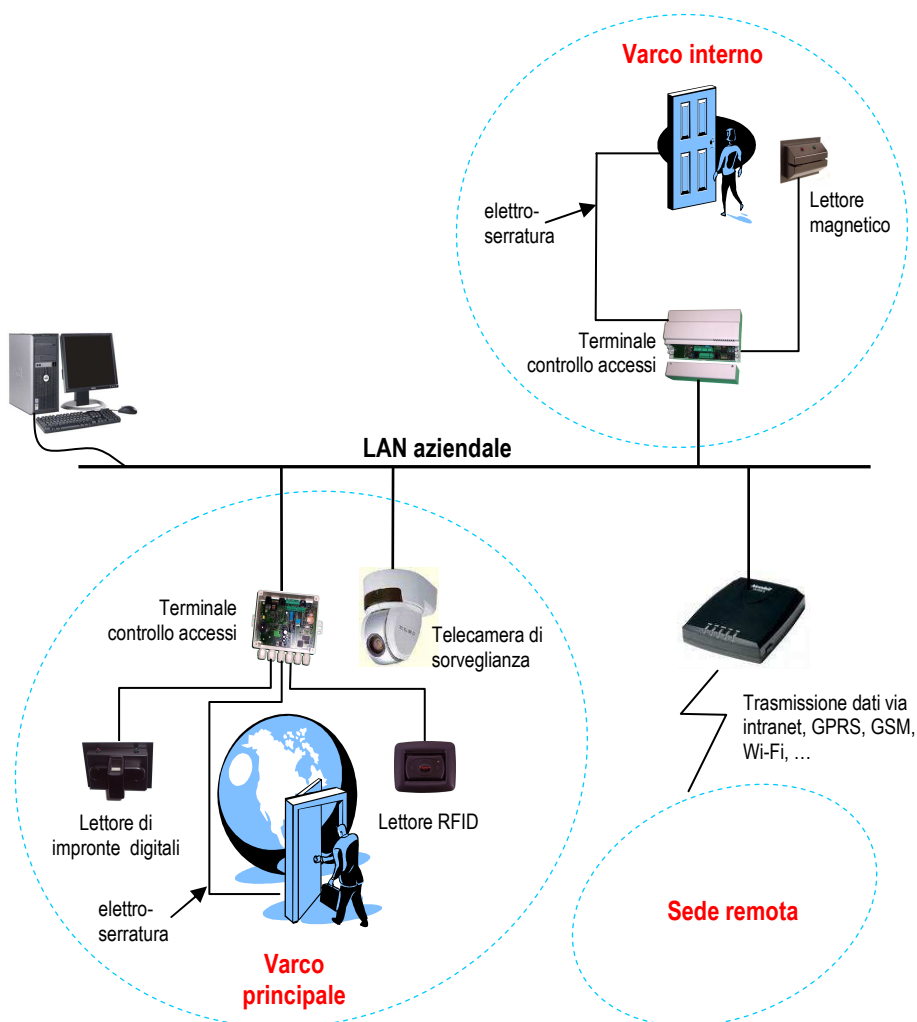 Varco interno
elettro-
serratura
Lettore
magnetico
Terminale
controllo accessi
LAN aziendale
Terminale
controllo accessi
Telecamera di
sorveglianza
Trasmissione dati via
intranet, GPRS, GSM,
Wi-Fi, …
Lettore di
impronte  digitali
Lettore RFID
elettro-
serratura
Varco
principale
Sede remota